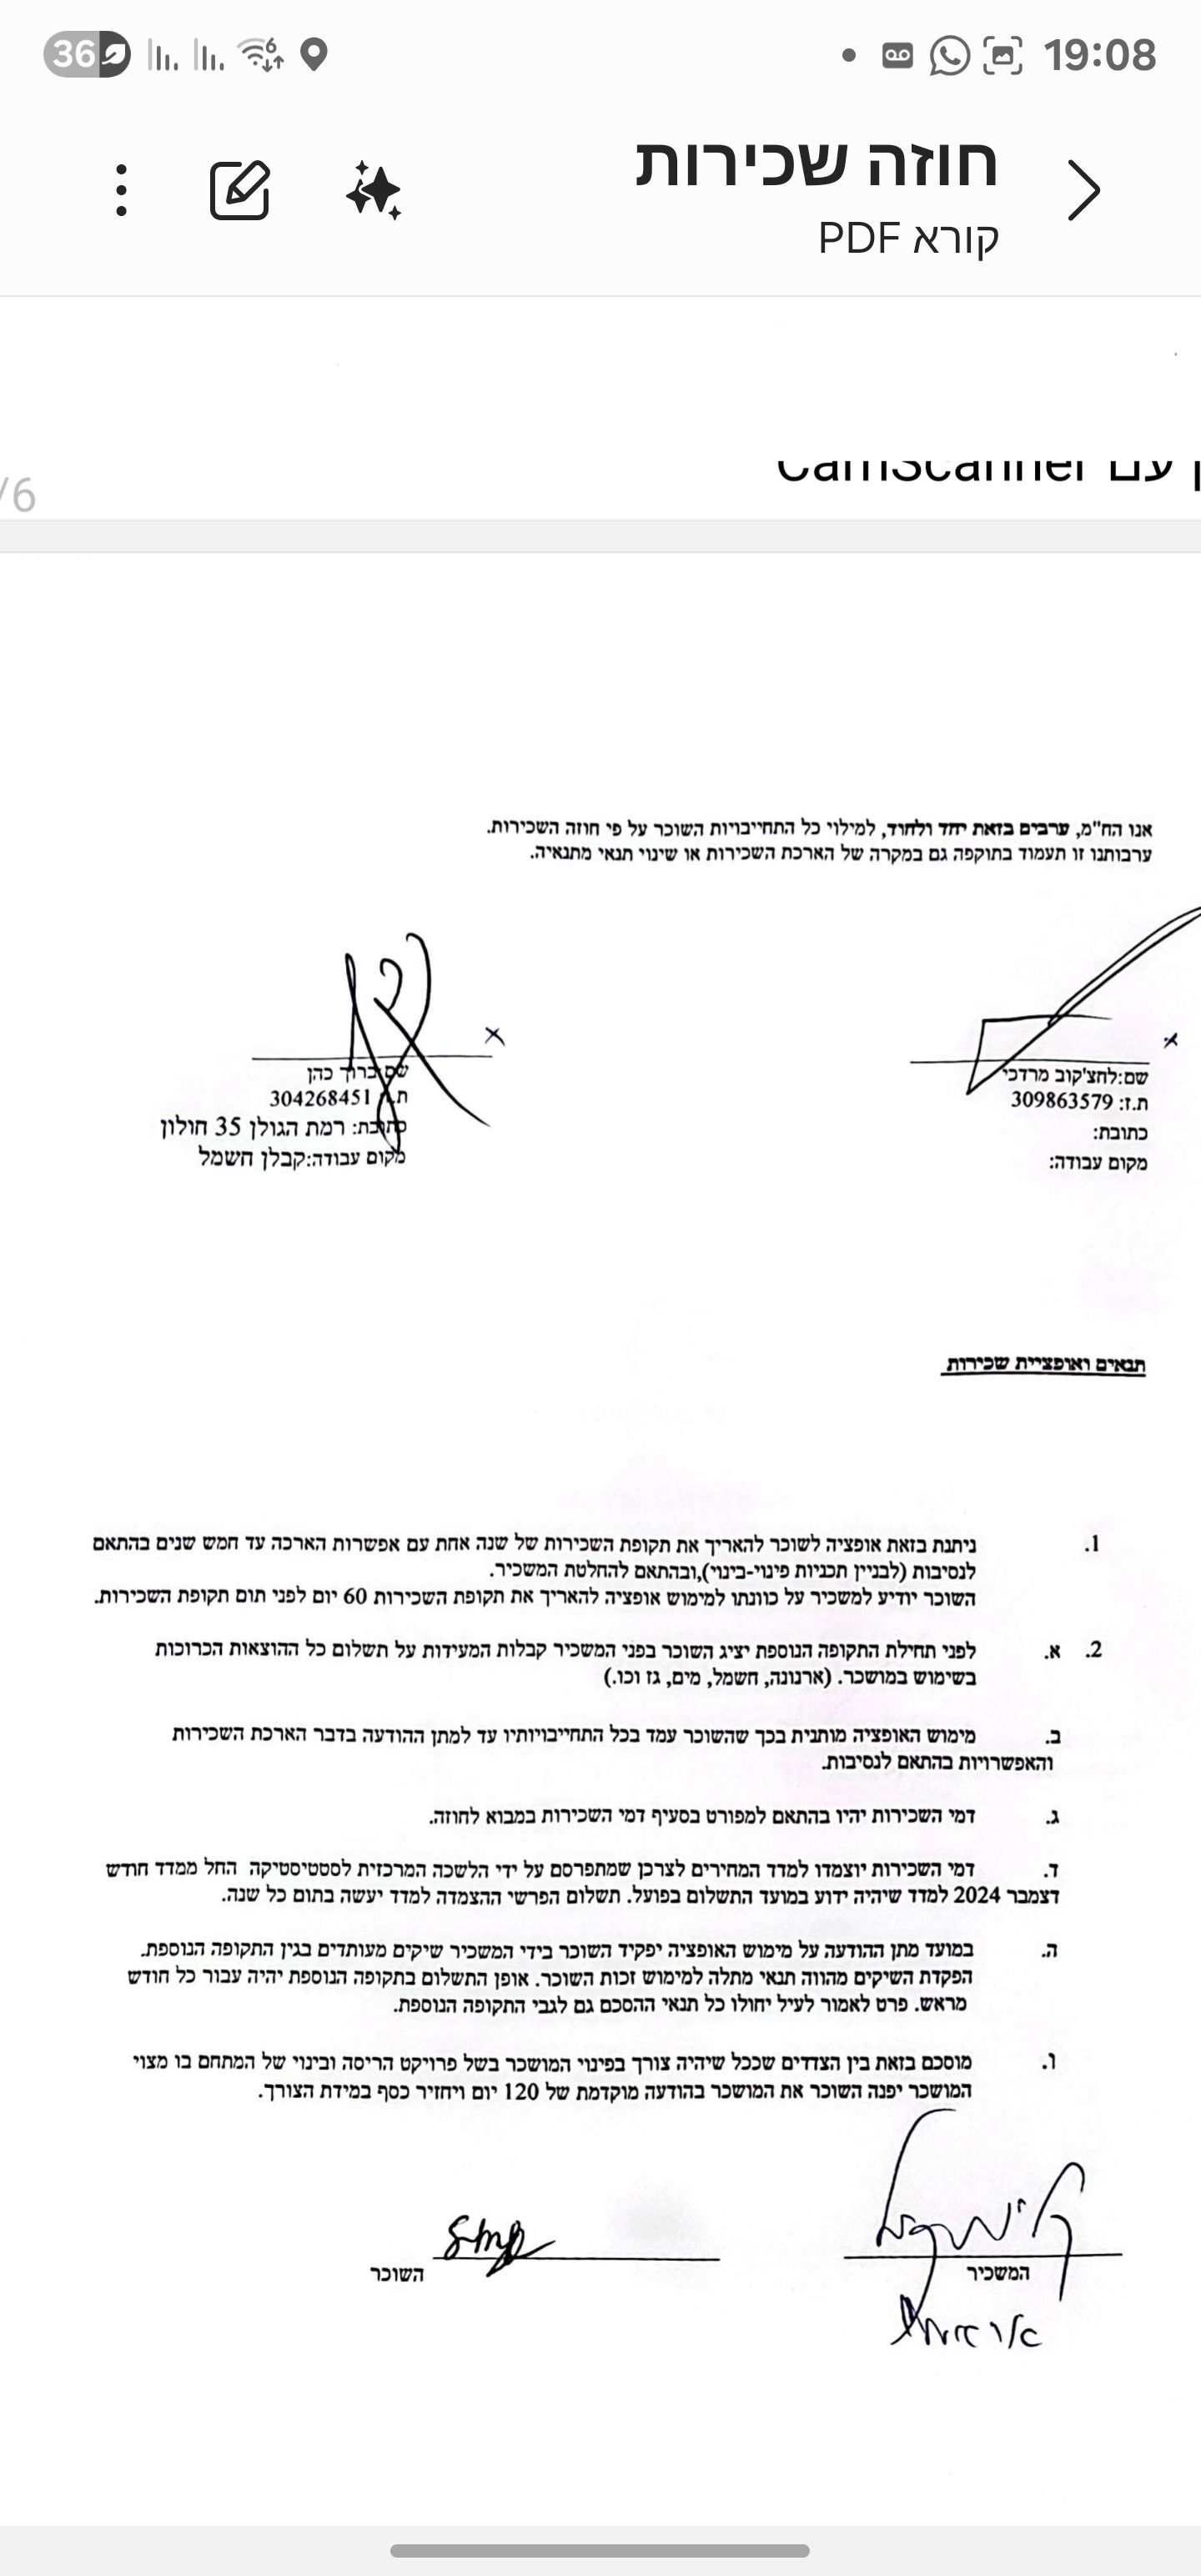 36
19:08
חוזה שכירות
קורא PDF
עם CamScanner
/6
אנו הח"מ, ערבים בזאת יחד ולחוד, למילוי כל התחייבויות השוכר על פי חוזה השכירות.
ערבותנו זו תעמוד בתוקפה גם במקרה של הארכת השכירות או שינוי תנאי מתנאיה.
x
x
שם:לחצ'קוב מרדכי
ת.ז: 309863579
כתובת:
מקום עבודה:
שם:ברוך כהן
ת.ז 304268451
כתובת: רמת הגולן 35 חולון
מקום עבודה:קבלן חשמל
תנאים ואופציית שכירות
1. ניתנת בזאת אופציה לשוכר להאריך את תקופת השכירות של שנה אחת עם אפשרות הארכה עד חמש שנים בהתאם
לנסיבות (לבניין תכניות פינוי-בינוי),ובהתאם להחלטת המשכיר.
השוכר יודיע למשכיר על כוונתו למימוש אופציה להאריך את תקופת השכירות 60 יום לפני תום תקופת השכירות.
2. א. לפני תחילת התקופה הנוספת יציג השוכר בפני המשכיר קבלות המעידות על תשלום כל ההוצאות הכרוכות
בשימוש במושכר. (ארנונה, חשמל, מים, גז וכו.)
ב. מימוש האופציה מותנית בכך שהשוכר עמד בכל התחייבויותיו עד למתן ההודעה בדבר הארכת השכירות
והאפשרויות בהתאם לנסיבות.
ג. דמי השכירות יהיו בהתאם למפורט בסעיף דמי השכירות במבוא לחוזה.
ד. דמי השכירות יוצמדו למדד המחירים לצרכן שמתפרסם על ידי הלשכה המרכזית לסטטיסטיקה החל ממדד חודש
דצמבר 2024 למדד שיהיה ידוע במועד התשלום בפועל. תשלום הפרשי ההצמדה למדד יעשה בתום כל שנה.
ה. במועד מתן ההודעה על מימוש האופציה יפקיד השוכר בידי המשכיר שיקים מעותדים בגין התקופה הנוספת.
הפקדת השיקים מהווה תנאי מתלה למימוש זכות השוכר. אופן התשלום בתקופה הנוספת יהיה עבור כל חודש
מראש. פרט לאמור לעיל יחולו כל תנאי ההסכם גם לגבי התקופה הנוספת.
ו. מוסכם בזאת בין הצדדים שככל שיהיה צורך בפינוי המושכר בשל פרויקט הריסה ובינוי של המתחם בו מצוי
המושכר יפנה השוכר את המושכר בהודעה מוקדמת של 120 יום ויחזיר כסף במידת הצורך.
המשכיר
השוכר